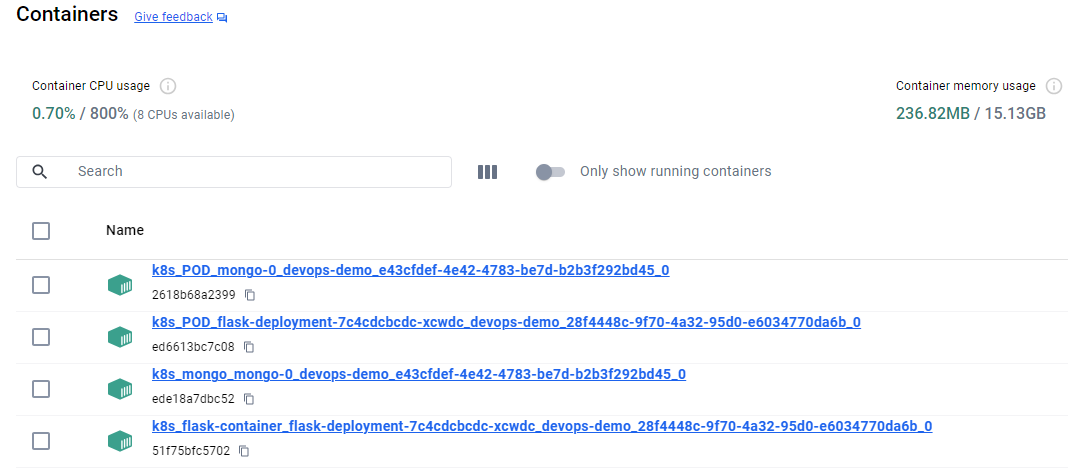 Containers Give feedback
Container CPU usage
Container memory usage
0.70% / 800% (8 CPUs available)
236.82MB / 15.13GB
Search
Only show running containers
Name
k8s_POD_mongo-0_devops-demo_e43cfdef-4e42-4783-be7d-b2b3f292bd45_0
2618b68a2399
k8s_POD_flask-deployment-7c4cdcbcdc-xcwdc_devops-demo_28f4448c-9f70-4a32-95d0-e6034770da6b_0
ed6613bc7c08
k8s_mongo_mongo-0_devops-demo_e43cfdef-4e42-4783-be7d-b2b3f292bd45_0
ede18a7dbc52
k8s_flask-container_flask-deployment-7c4cdcbcdc-xcwdc_devops-demo_28f4448c-9f70-4a32-95d0-e6034770da6b_0
51f75bfc5702